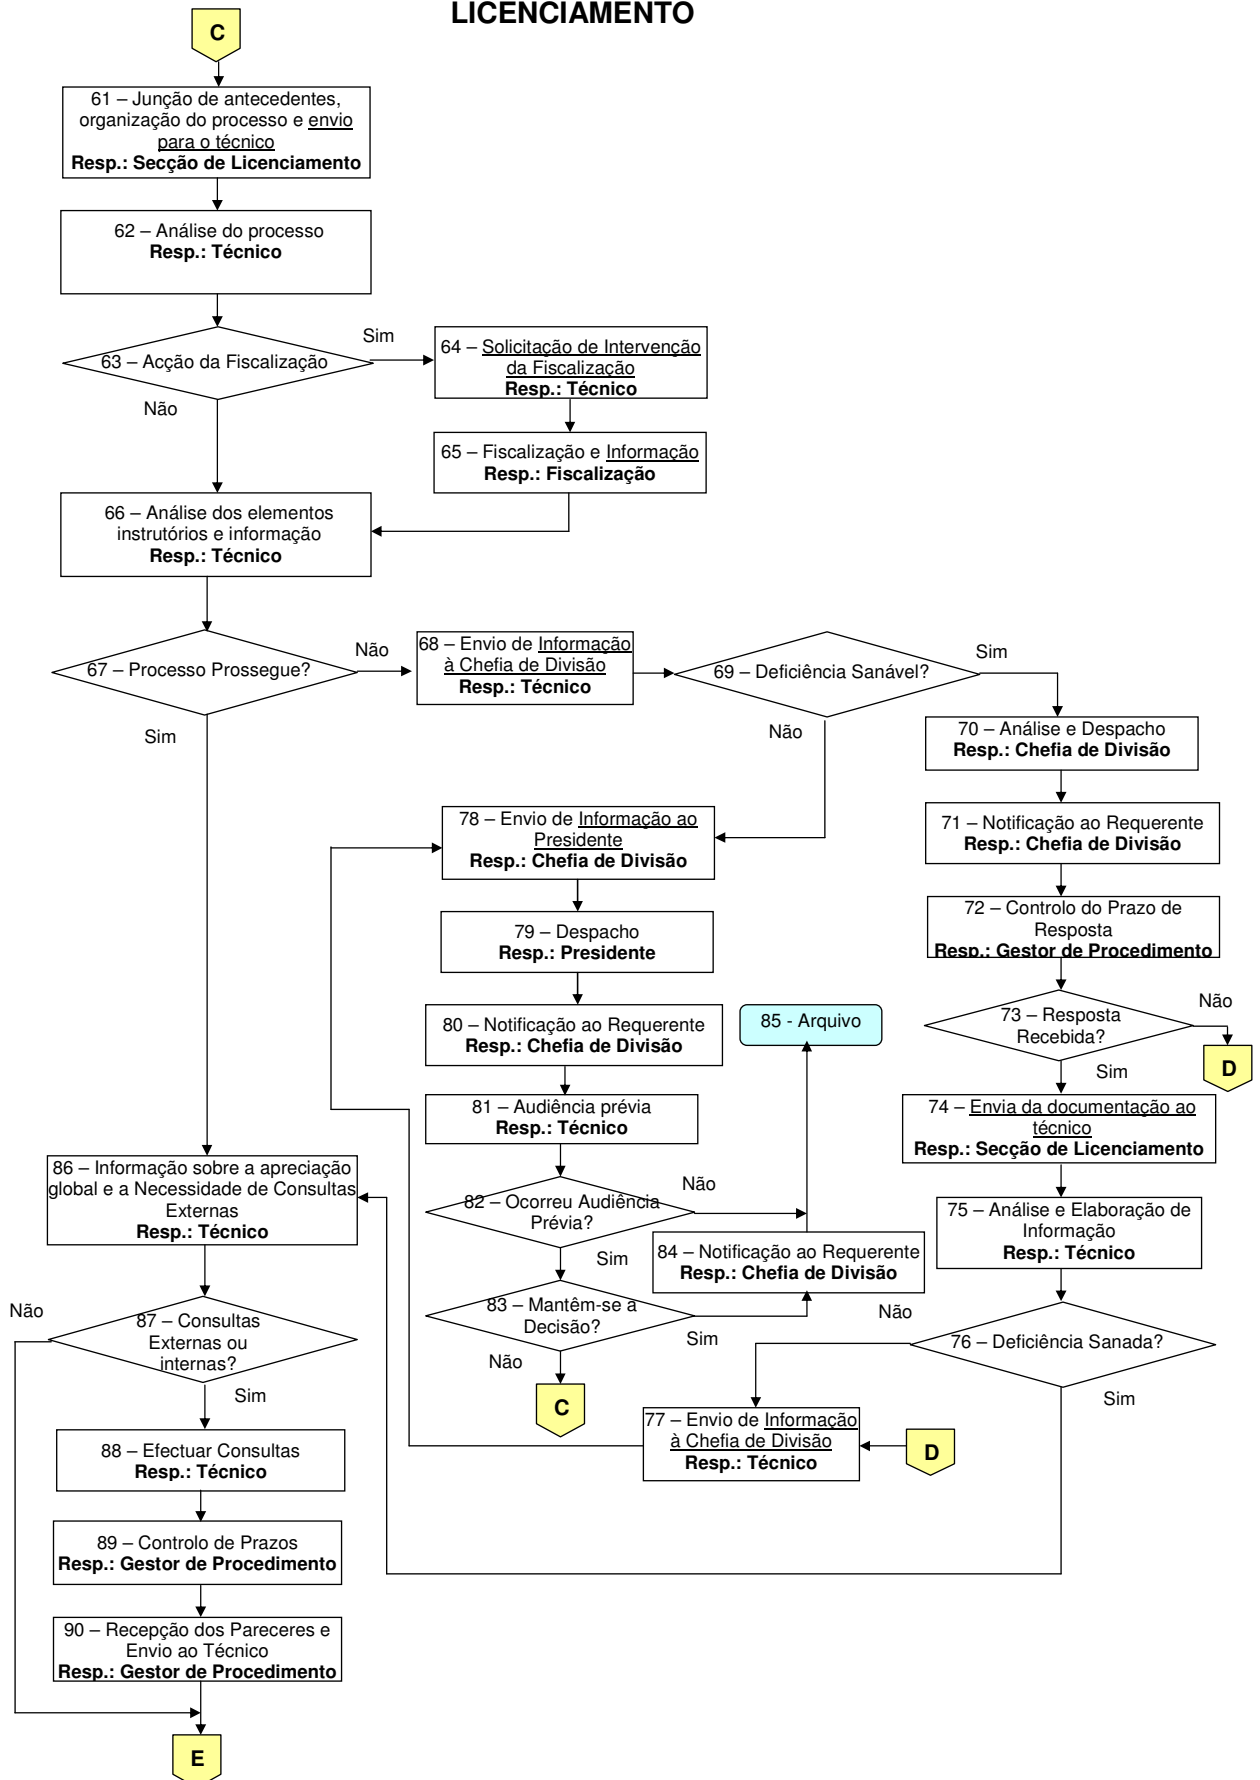 LICENCIAMENTO
C
61 – Junção de antecedentes,
organização do processo e envio
para o técnico
Resp.: Secção de Licenciamento
62 – Análise do processo
Resp.: Técnico
63 – Acção da Fiscalização
Sim
Não
64 – Solicitação de Intervenção
da Fiscalização
Resp.: Técnico
65 – Fiscalização e Informação
Resp.: Fiscalização
66 – Análise dos elementos
instrutórios e informação
Resp.: Técnico
67 – Processo Prossegue?
Não
Sim
68 – Envio de Informação
à Chefia de Divisão
Resp.: Técnico
69 – Deficiência Sanável?
Sim
Não
70 – Análise e Despacho
Resp.: Chefia de Divisão
71 – Notificação ao Requerente
Resp.: Chefia de Divisão
72 – Controlo do Prazo de
Resposta
Resp.: Gestor de Procedimento
73 – Resposta
Recebida?
Não
D
Sim
74 – Envia da documentação ao
técnico
Resp.: Secção de Licenciamento
75 – Análise e Elaboração de
Informação
Resp.: Técnico
76 – Deficiência Sanada?
Não
Sim
77 – Envio de Informação
à Chefia de Divisão
Resp.: Técnico
D
78 – Envio de Informação ao
Presidente
Resp.: Chefia de Divisão
79 – Despacho
Resp.: Presidente
80 – Notificação ao Requerente
Resp.: Chefia de Divisão
81 – Audiência prévia
Resp.: Técnico
82 – Ocorreu Audiência
Prévia?
Não
Sim
83 – Mantêm-se a
Decisão?
Sim
Não
C
84 – Notificação ao Requerente
Resp.: Chefia de Divisão
85 - Arquivo
86 – Informação sobre a apreciação
global e a Necessidade de Consultas
Externas
Resp.: Técnico
87 – Consultas
Externas ou
internas?
Não
Sim
88 – Efectuar Consultas
Resp.: Técnico
89 – Controlo de Prazos
Resp.: Gestor de Procedimento
90 – Recepção dos Pareceres e
Envio ao Técnico
Resp.: Gestor de Procedimento
E